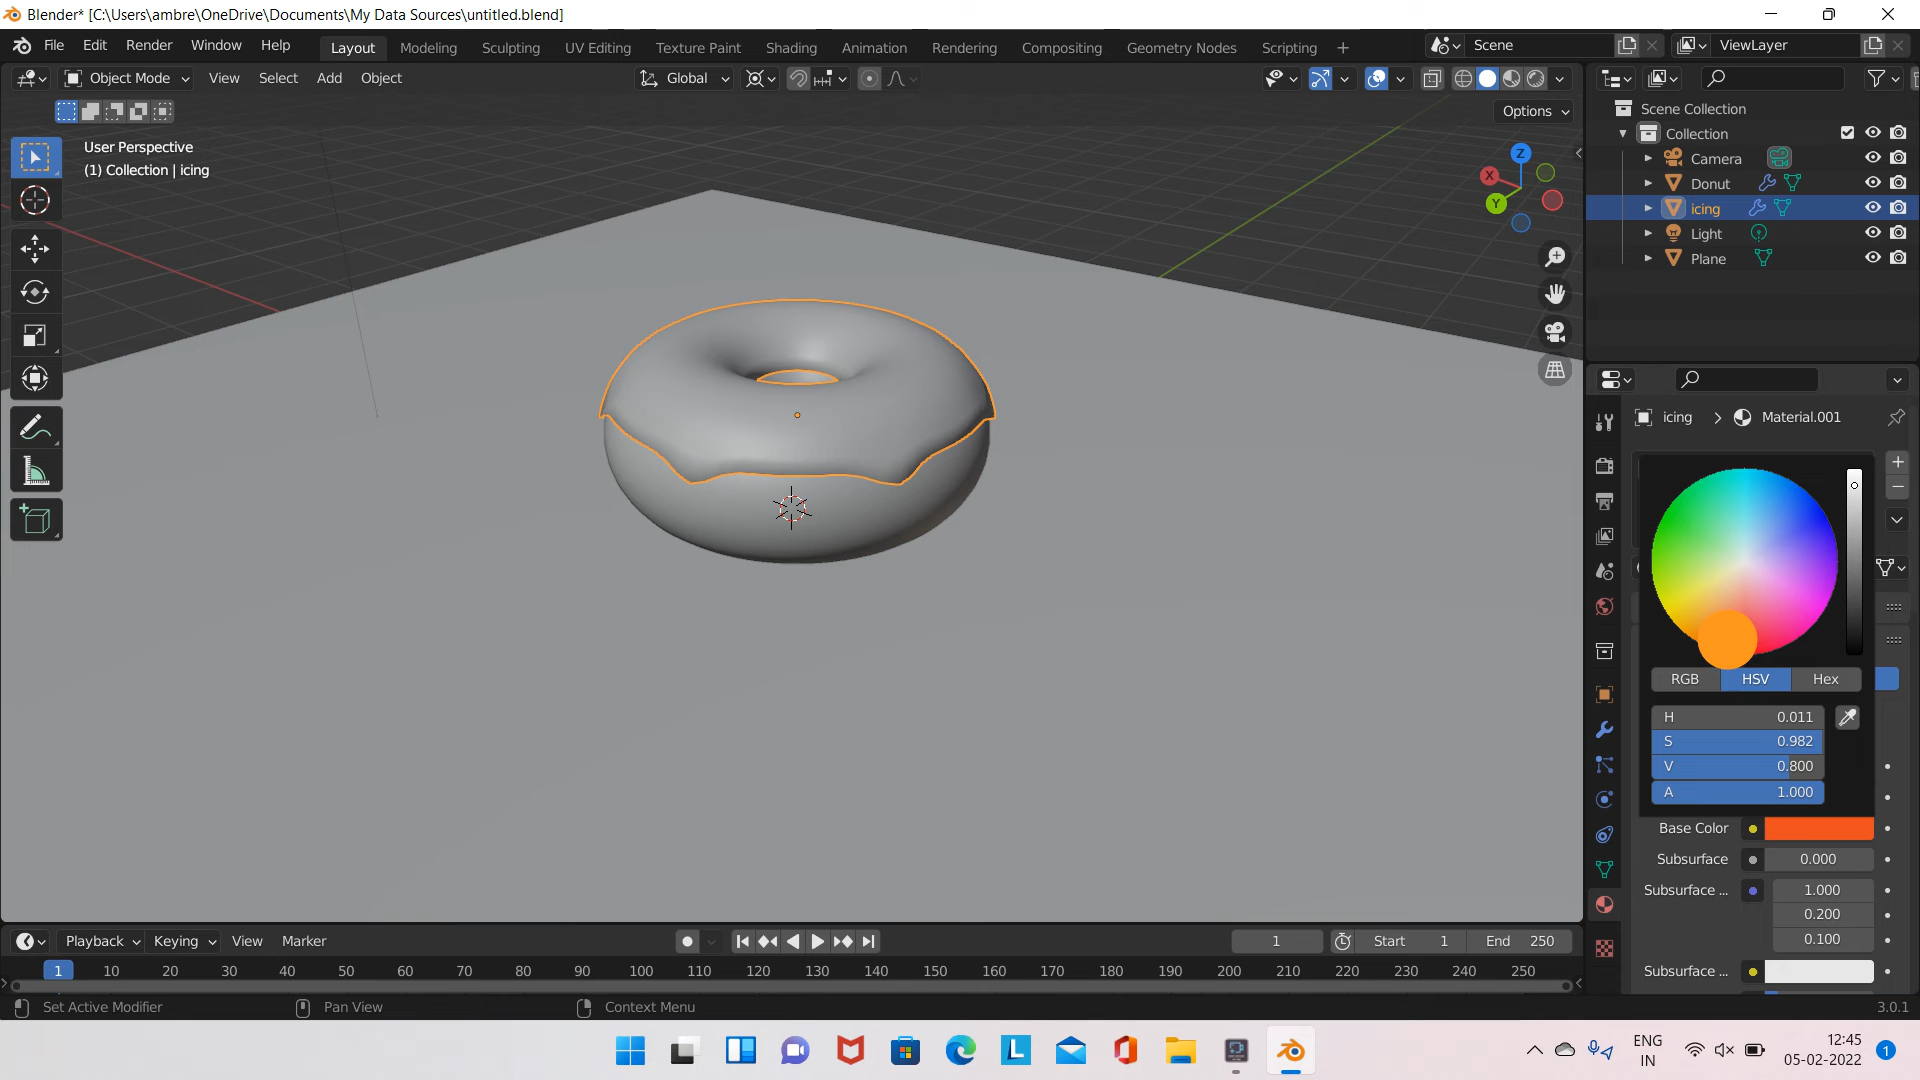 Blender* [C:\Users\ambre\OneDrive\Documents\My Data Sources\untitled.blend]
File Edit Render Window Help Layout Modeling Sculpting UV Editing Texture Paint Shading Animation Rendering Compositing Geometry Nodes Scripting + Scene ViewLayer
Object Mode View Select Add Object Global
Options
User Perspective
(1) Collection | icing
Z
X
Y
Scene Collection
Collection
Camera
Donut
icing
Light
Plane
icing > Material.001
RGB HSV Hex
H 0.011
S 0.982
V 0.800
A 1.000
Base Color
Subsurface 0.000
Subsurface ... 1.000
0.200
0.100
Subsurface ...
Playback Keying View Marker 1 Start 1 End 250
1 10 20 30 40 50 60 70 80 90 100 110 120 130 140 150 160 170 180 190 200 210 220 230 240 250
Set Active Modifier Pan View Context Menu 3.0.1
ENG
IN
12:45
05-02-2022
1